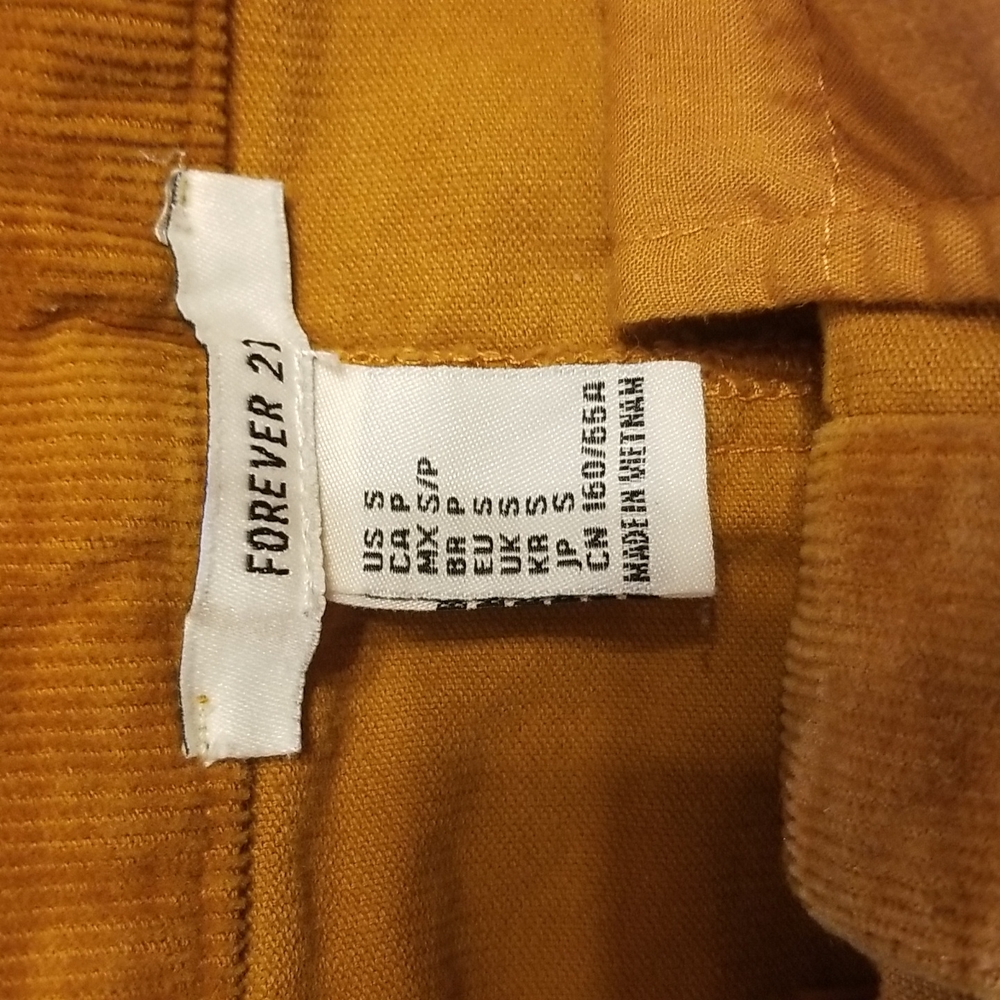 FOREVER 21
US S
CA P
MX S/P
BR P
EU S
UK S
KR S
JP S
CN 160/66A
MADE IN VIETNAM